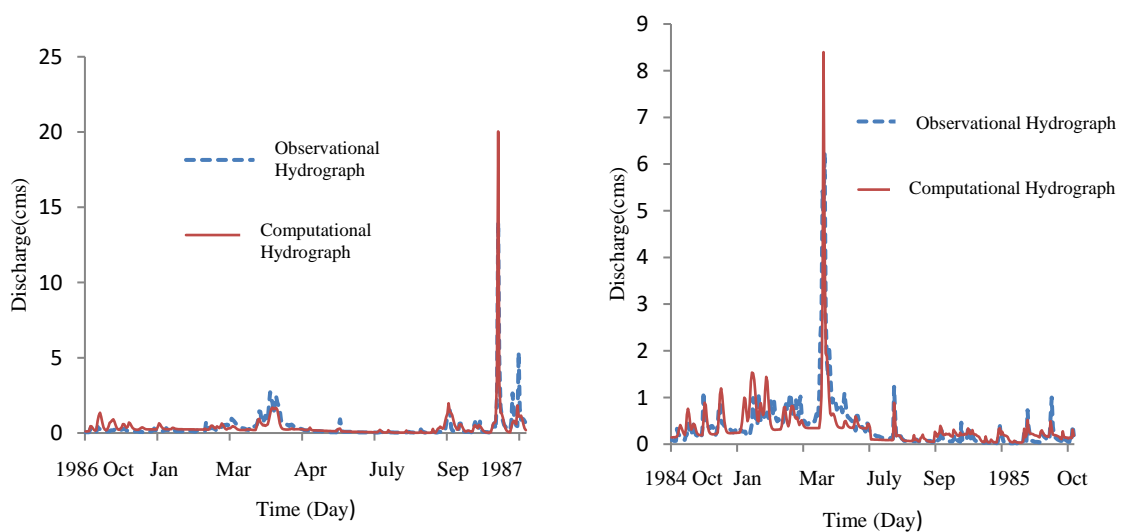 25
20
15
10
5
0
Discharge(cms)
Observational
Hydrograph
Computational
Hydrograph
1986 Oct Jan Mar Apr July Sep 1987
Time (Day)
9
8
7
6
5
4
3
2
1
0
Discharge(cms)
Observational Hydrograph
Computational Hydrograph
1984 Oct Jan Mar July Sep 1985 Oct
Time (Day)